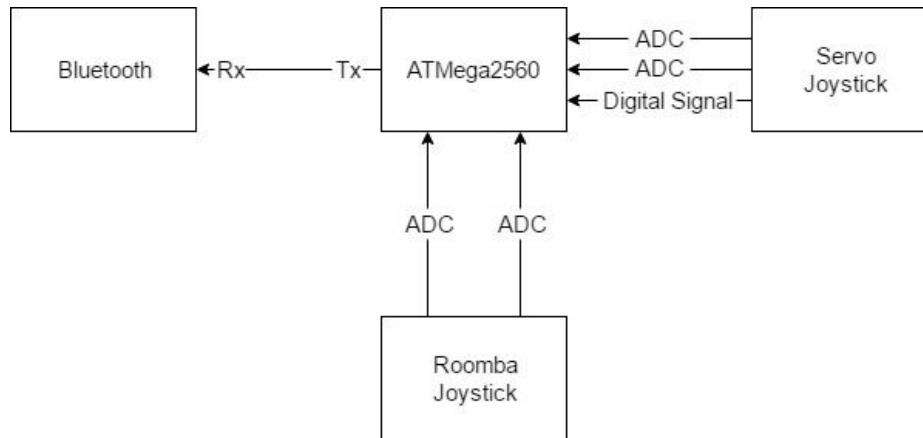 Bluetooth
Rx
Tx
ATMega2560
ADC
ADC
Digital Signal
Servo
Joystick
ADC
ADC
Roomba
Joystick